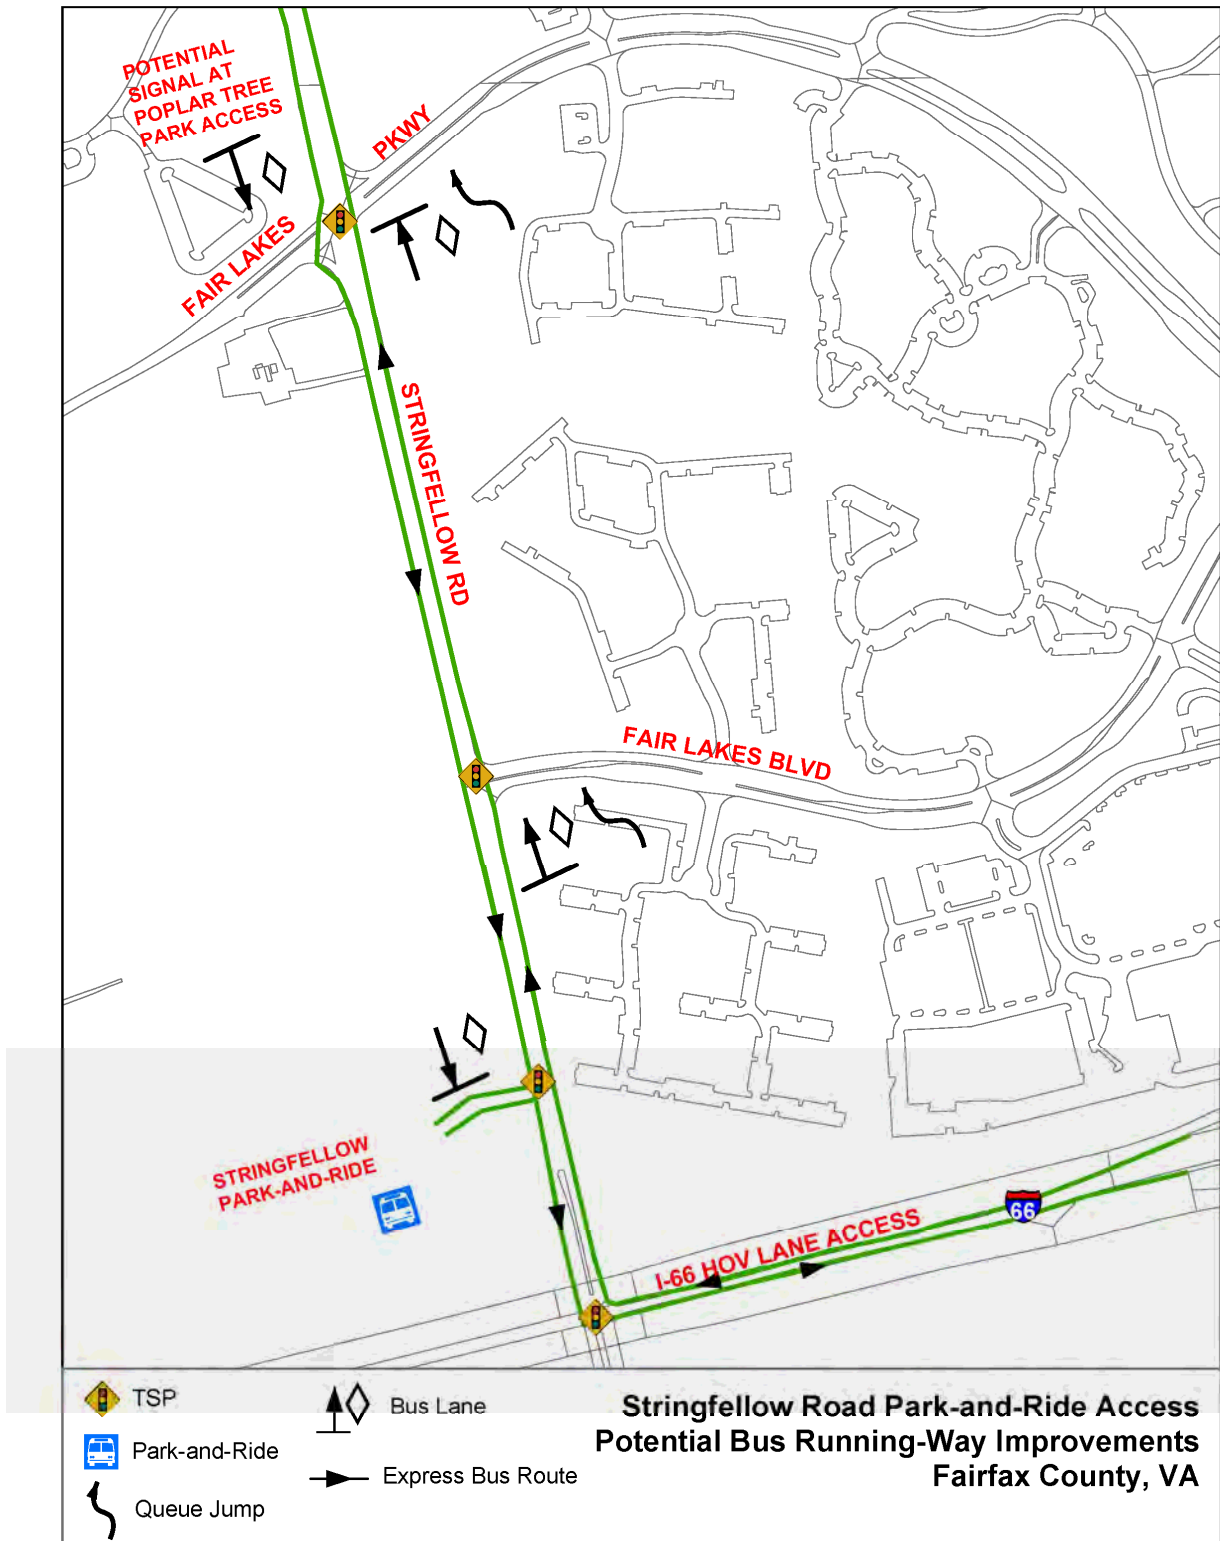 POTENTIAL
SIGNAL AT
POPLAR TREE
PARK ACCESS
PKWY
FAIR LAKES
STRINGFELLOW RD
FAIR LAKES BLVD
STRINGFELLOW
PARK-AND-RIDE
66
I-66 HOV LANE ACCESS
TSP
Bus Lane
Park-and-Ride
Express Bus Route
Queue Jump
Stringfellow Road Park-and-Ride Access
Potential Bus Running-Way Improvements
Fairfax County, VA